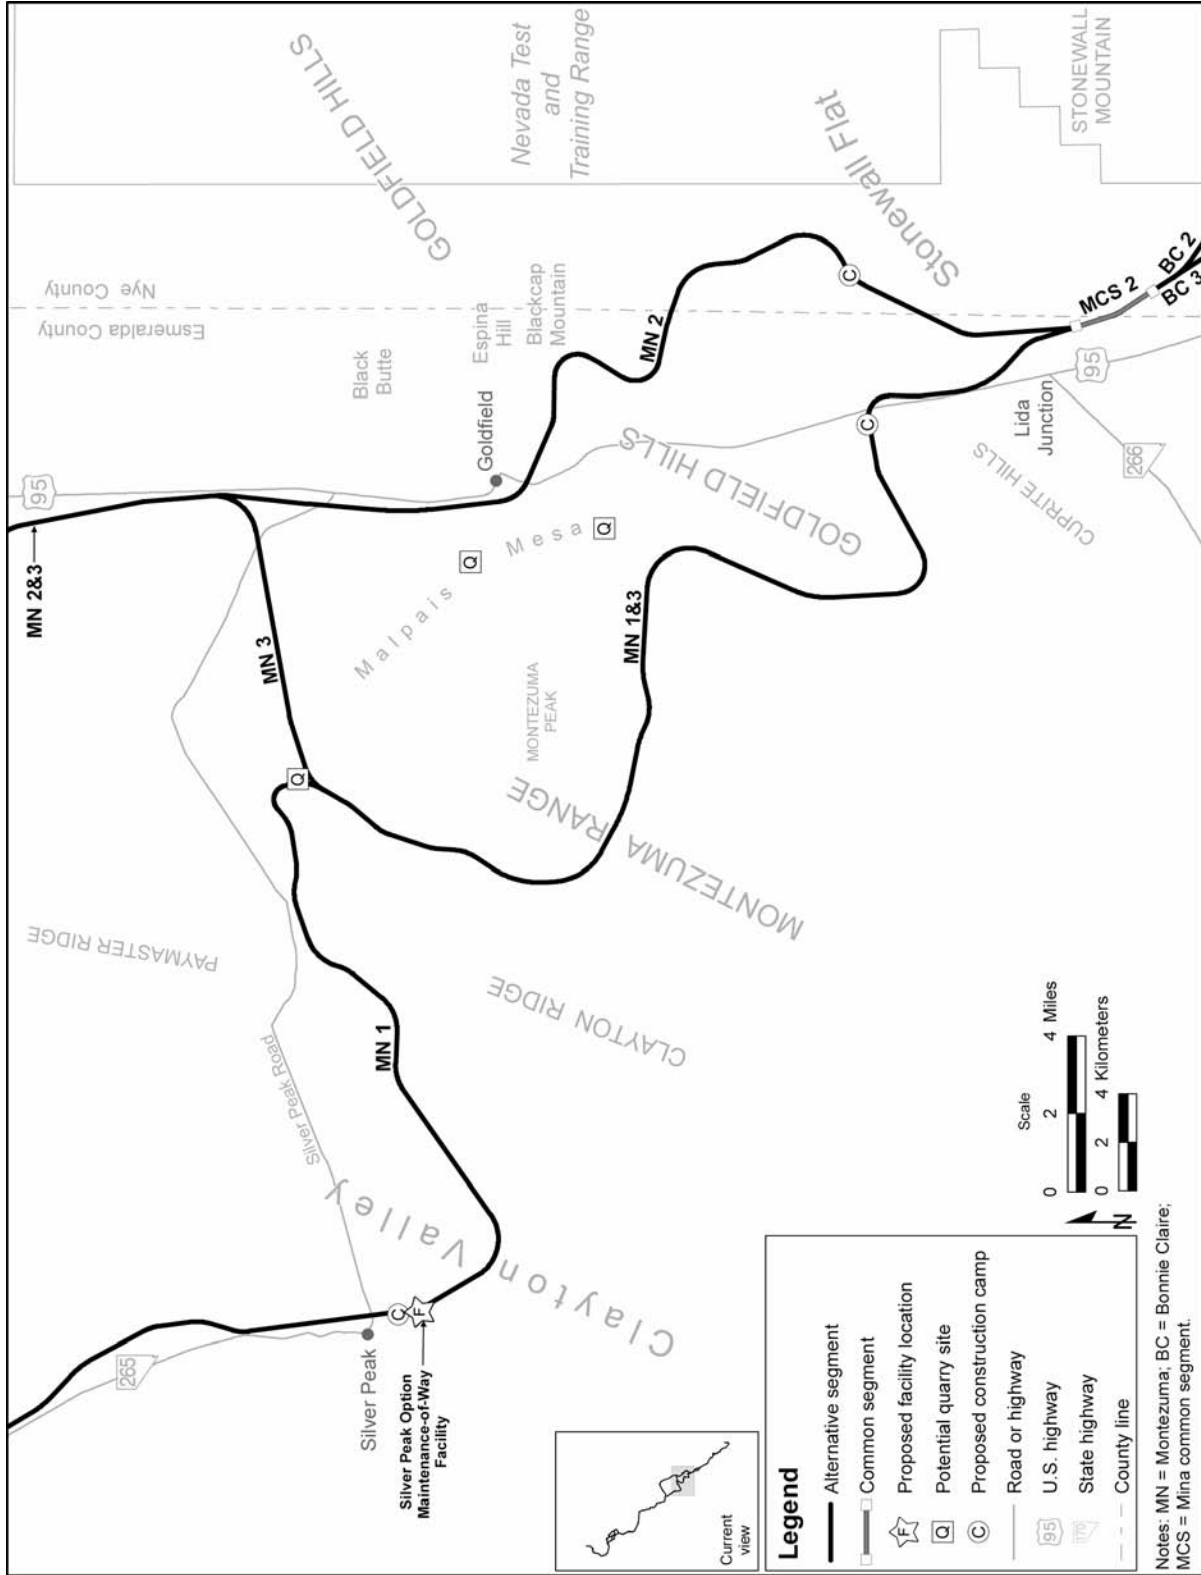 MN 2&3
95
Black
Butte
Esmeralda County
Nye County
GOLDFIELD HILLS
Nevada Test
and
Training Range
Espina
Hill
Blackcap
Mountain
Goldfield
MN 3
Malpais Mesa
Q
Q
Q
MN 2
GOLDFIELD HILLS
Stonewall Flat
STONEWALL
MOUNTAIN
C
C
MONTEZUMA
PEAK
MN 1&3
MONTEZUMA RANGE
CUPRITE HILLS
Lida
Junction
95
266
MCS 2
BC 2
BC 3
PAYMASTER RIDGE
Silver Peak Road
MN 1
CLAYTON RIDGE
Clayton Valley
265
Silver Peak
C
F
Silver Peak Option
Maintenance-of-Way
Facility
Current
view
Scale
0 2 4 Miles
0 2 4 Kilometers
N
Legend
Alternative segment
Common segment
F Proposed facility location
Q Potential quarry site
C Proposed construction camp
Road or highway
95 U.S. highway
170 State highway
County line
Notes: MN = Montezuma; BC = Bonnie Claire;
MCS = Mina common segment.